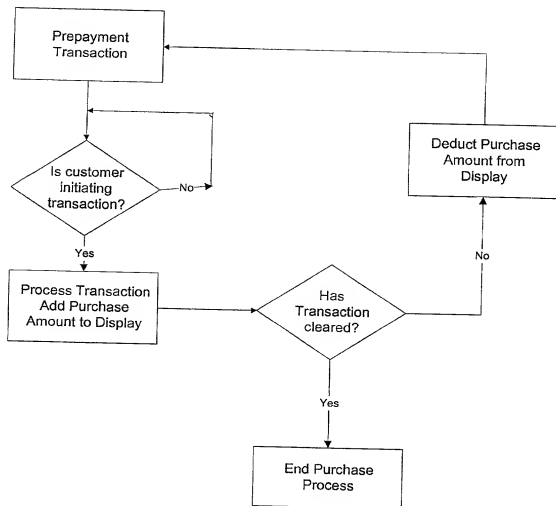 Prepayment
Transaction
Is customer
initiating
transaction?
No
Yes
Process Transaction
Add Purchase
Amount to Display
Has
Transaction
cleared?
No
Deduct Purchase
Amount from
Display
Yes
End Purchase
Process